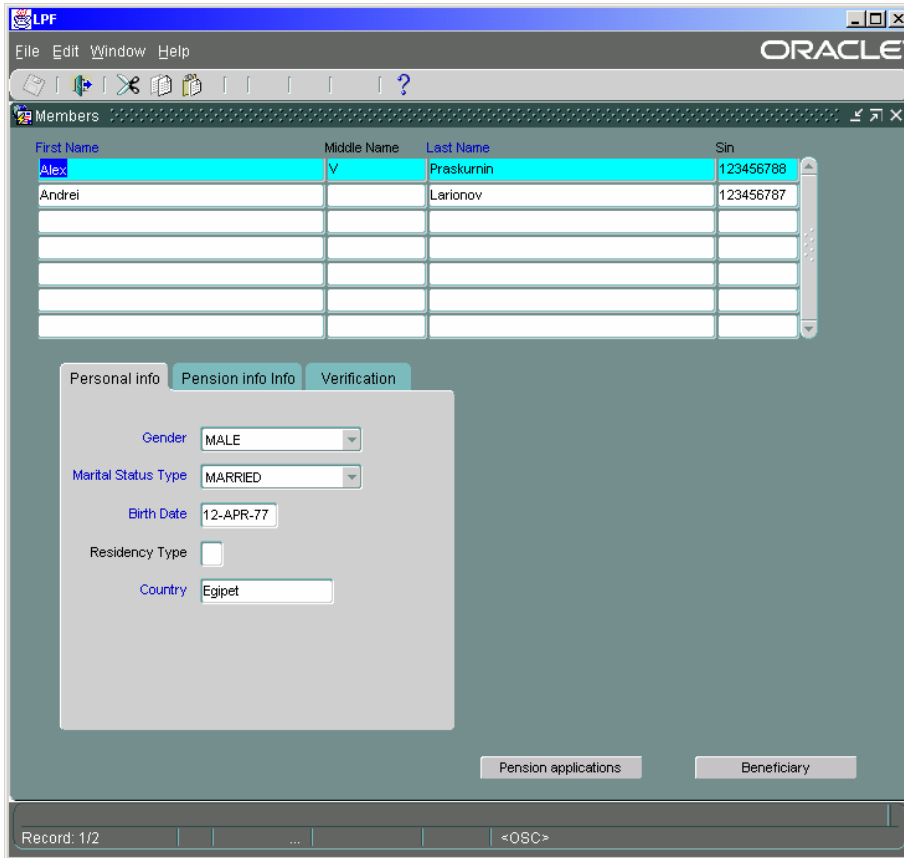 LPF
File Edit Window Help
ORACLE
?
Members
First Name Middle Name Last Name Sin
Alex V Praskurnin 123456788
Andrei Larionov 123456787
Personal info Pension info Info Verification
Gender MALE
Marital Status Type MARRIED
Birth Date 12-APR-77
Residency Type
Country Egipet
Pension applications Beneficiary
Record: 1/2 ... <OSC>